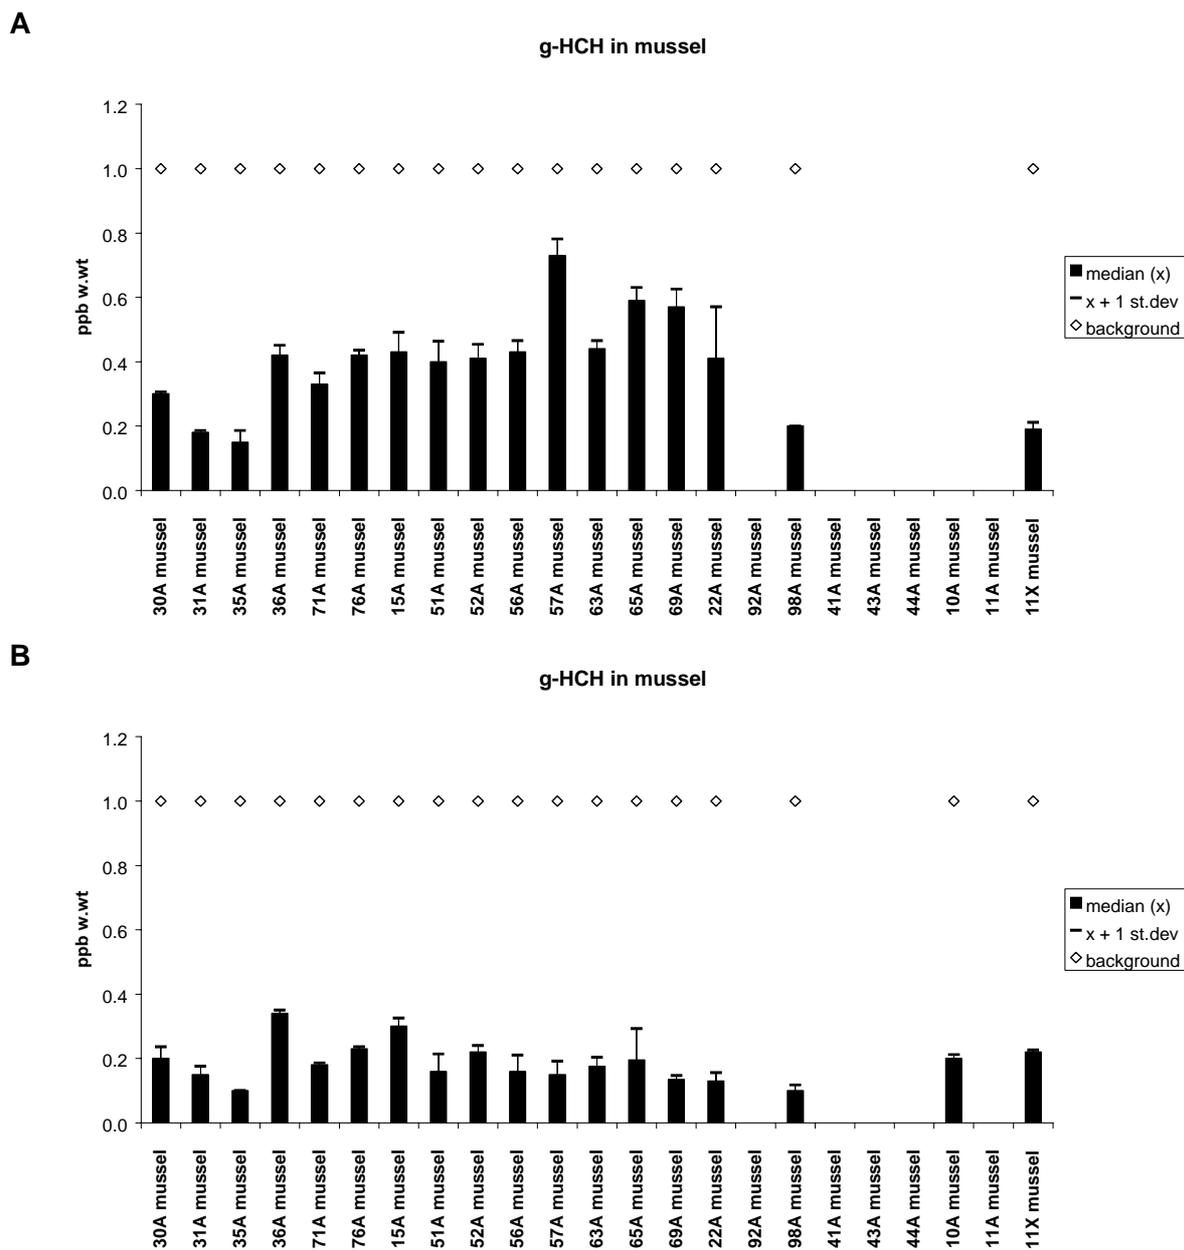 A
g-HCH in mussel
1.2
1.0
0.8
0.6
0.4
0.2
0.0
ppb w.wt
30A mussel
31A mussel
35A mussel
36A mussel
71A mussel
76A mussel
15A mussel
51A mussel
52A mussel
56A mussel
57A mussel
63A mussel
65A mussel
69A mussel
22A mussel
92A mussel
98A mussel
41A mussel
43A mussel
44A mussel
10A mussel
11A mussel
11X mussel
median (x)
x + 1 st.dev
background
B
g-HCH in mussel
1.2
1.0
0.8
0.6
0.4
0.2
0.0
ppb w.wt
30A mussel
31A mussel
35A mussel
36A mussel
71A mussel
76A mussel
15A mussel
51A mussel
52A mussel
56A mussel
57A mussel
63A mussel
65A mussel
69A mussel
22A mussel
92A mussel
98A mussel
41A mussel
43A mussel
44A mussel
10A mussel
11A mussel
11X mussel
median (x)
x + 1 st.dev
background